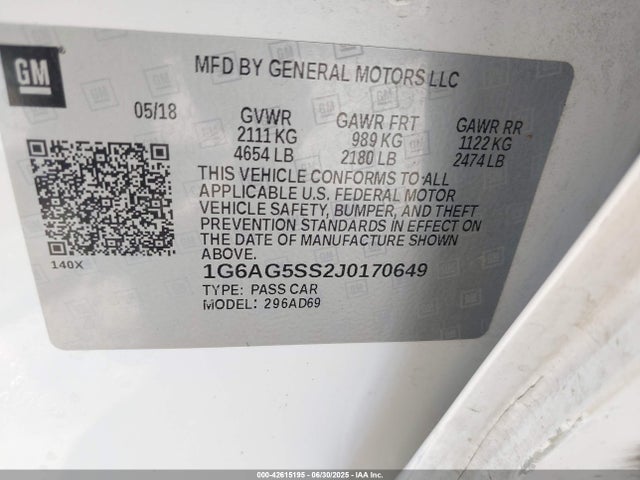 GM
MFD BY GENERAL MOTORS LLC
05/18
GVWR GAWR FRT GAWR RR
2111 KG 989 KG 1122 KG
4654 LB 2180 LB 2474 LB
THIS VEHICLE CONFORMS TO ALL
APPLICABLE U.S. FEDERAL MOTOR
VEHICLE SAFETY, BUMPER, AND THEFT
PREVENTION STANDARDS IN EFFECT ON
THE DATE OF MANUFACTURE SHOWN
ABOVE.
140X
1G6AG5SS2J0170649
TYPE: PASS CAR
MODEL: 296AD69
000-42615195 - 06/30/2025 - IAAI Inc. Copyright